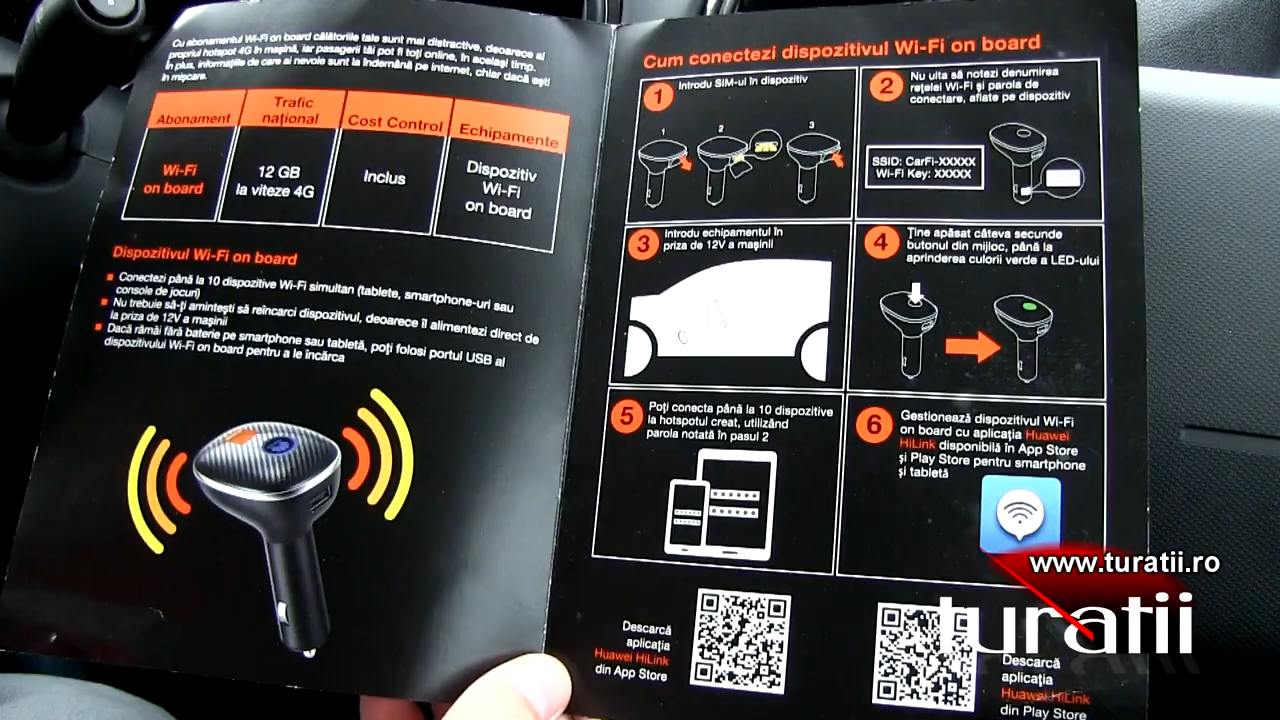 Cu abonamentul Wi-Fi on board călătoriile tale sunt mai distractive, deoarece ai
propriul hotspot 4G în mașină, iar pasagerii tăi pot fi toți online, în același timp.
În plus, informațiile de care ai nevoie sunt la îndemână pe internet, chiar dacă ești
în mișcare.
Abonament
Trafic
național
Cost Control
Echipamente
Wi-Fi
on board
12 GB
la viteze 4G
Inclus
Dispozitiv
Wi-Fi
on board
Dispozitivul Wi-Fi on board
Conectezi până la 10 dispozitive Wi-Fi simultan (tablete, smartphone-uri sau
console de jocuri)
Nu trebuie să-ți amintești să reîncarci dispozitivul, deoarece îl alimentezi direct de
la priza de 12V a mașinii
Dacă rămâi fără baterie pe smartphone sau tabletă, poți folosi portul USB al
dispozitivului Wi-Fi on board pentru a le încărca
Cum conectezi dispozitivul Wi-Fi on board
1 Introdu SIM-ul în dispozitiv
1 2 3
2 Nu uita să notezi denumirea
rețelei Wi-Fi și parola de
conectare, aflate pe dispozitiv
SSID: CarFi-XXXXX
Wi-Fi Key: XXXXX
3 Introdu echipamentul în
priza de 12V a mașinii
4 Ține apăsat câteva secunde
butonul din mijloc, până la
aprinderea culorii verde a LED-ului
5 Poți conecta până la 10 dispozitive
la hotspotul creat, utilizând
parola notată în pasul 2
6 Gestionează dispozitivul Wi-Fi
on board cu aplicația Huawei
HiLink disponibilă în App Store
și Play Store pentru smartphone
și tabletă
Descarcă
aplicația
Huawei HiLink
din App Store
Descarcă
aplicația
Huawei HiLink
din Play Store
www.turatii.ro
turatii